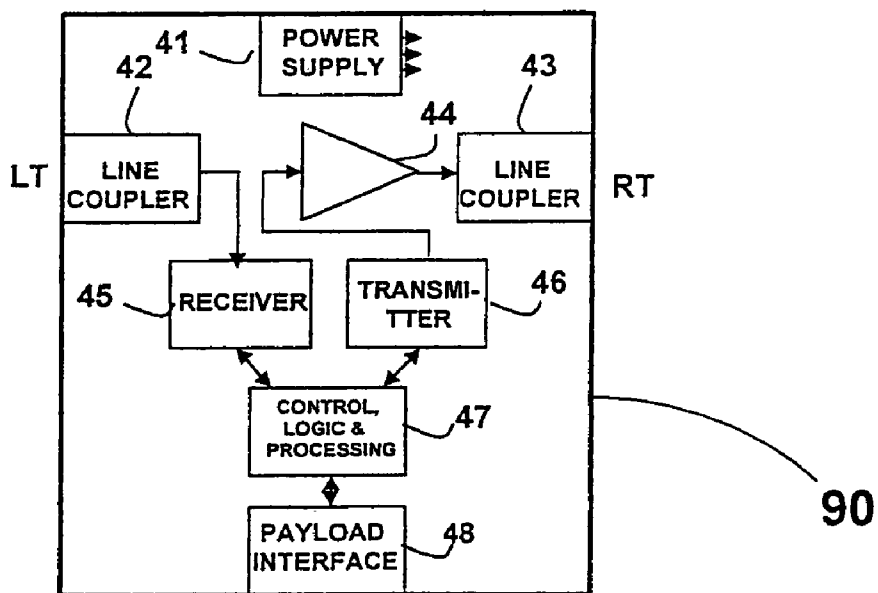 41
POWER
SUPPLY
42
43
44
LT
LINE
COUPLER
LINE
COUPLER
RT
45
RECEIVER
TRANSMI-
TTER
46
CONTROL,
LOGIC &
PROCESSING
47
90
PAYLOAD
INTERFACE
48